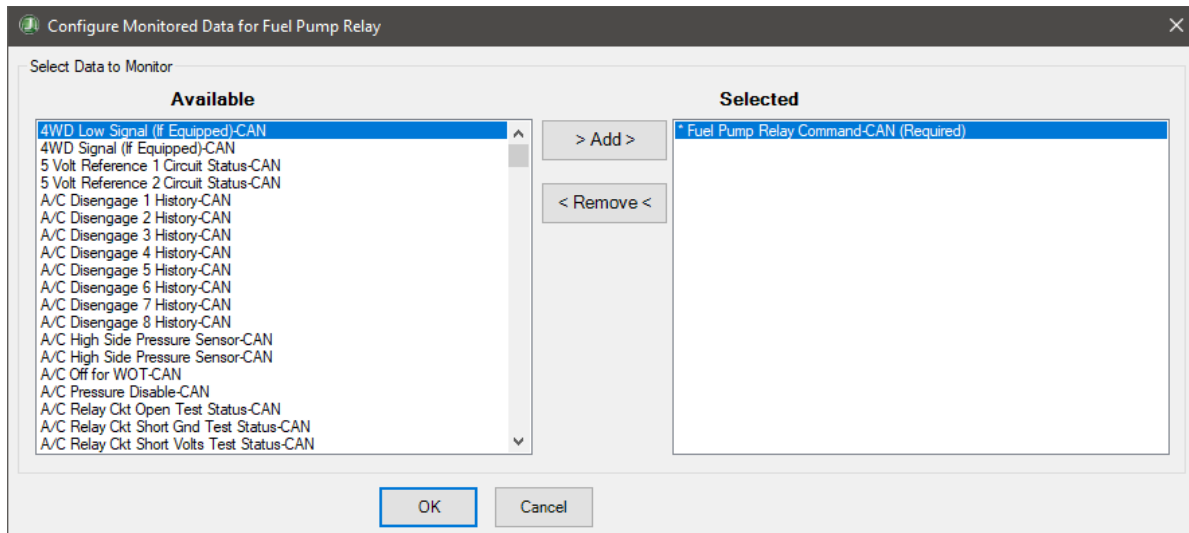 Configure Monitored Data for Fuel Pump Relay
Select Data to Monitor
Available
4WD Low Signal (If Equipped)-CAN
4WD Signal (If Equipped)-CAN
5 Volt Reference 1 Circuit Status-CAN
5 Volt Reference 2 Circuit Status-CAN
A/C Disengage 1 History-CAN
A/C Disengage 2 History-CAN
A/C Disengage 3 History-CAN
A/C Disengage 4 History-CAN
A/C Disengage 5 History-CAN
A/C Disengage 6 History-CAN
A/C Disengage 7 History-CAN
A/C Disengage 8 History-CAN
A/C High Side Pressure Sensor-CAN
A/C High Side Pressure Sensor-CAN
A/C Off for WOT-CAN
A/C Pressure Disable-CAN
A/C Relay Ckt Open Test Status-CAN
A/C Relay Ckt Short Gnd Test Status-CAN
A/C Relay Ckt Short Volts Test Status-CAN
> Add >
< Remove <
Selected
* Fuel Pump Relay Command-CAN (Required)
OK
Cancel